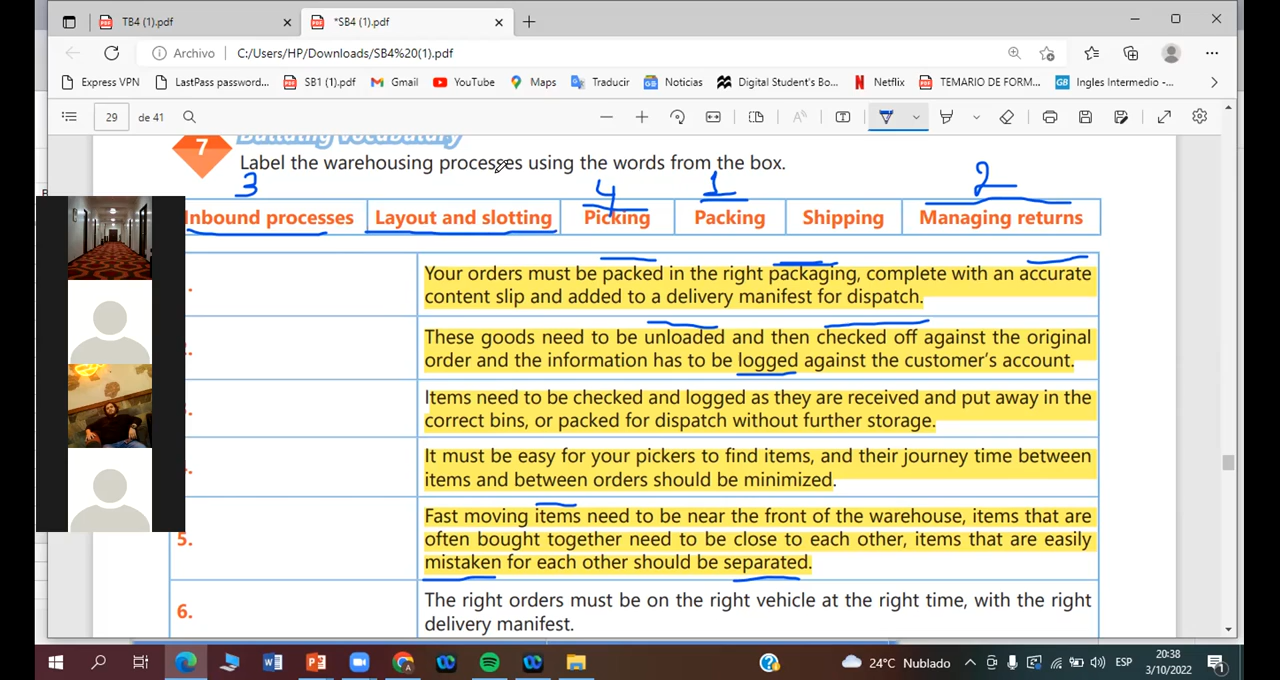 TB4 (1).pdf
*SB4 (1).pdf
Archivo
C:/Users/HP/Downloads/SB4%20(1).pdf
Express VPN
LastPass password...
SB1 (1).pdf
Gmail
YouTube
Maps
Traducir
Noticias
Digital Student's Bo...
Netflix
TEMARIO DE FORM...
Ingles Intermedio -...
29 de 41
7 Building Vocabulary
Label the warehousing processes using the words from the box.
3 4 1 2
Inbound processes
Layout and slotting
Picking
Packing
Shipping
Managing returns
Your orders must be packed in the right packaging, complete with an accurate
content slip and added to a delivery manifest for dispatch.
These goods need to be unloaded and then checked off against the original
order and the information has to be logged against the customer's account.
Items need to be checked and logged as they are received and put away in the
correct bins, or packed for dispatch without further storage.
It must be easy for your pickers to find items, and their journey time between
items and between orders should be minimized.
5.
Fast moving items need to be near the front of the warehouse, items that are
often bought together need to be close to each other, items that are easily
mistaken for each other should be separated.
6.
The right orders must be on the right vehicle at the right time, with the right
delivery manifest.
24°C Nublado
ESP
20:38
3/10/2022